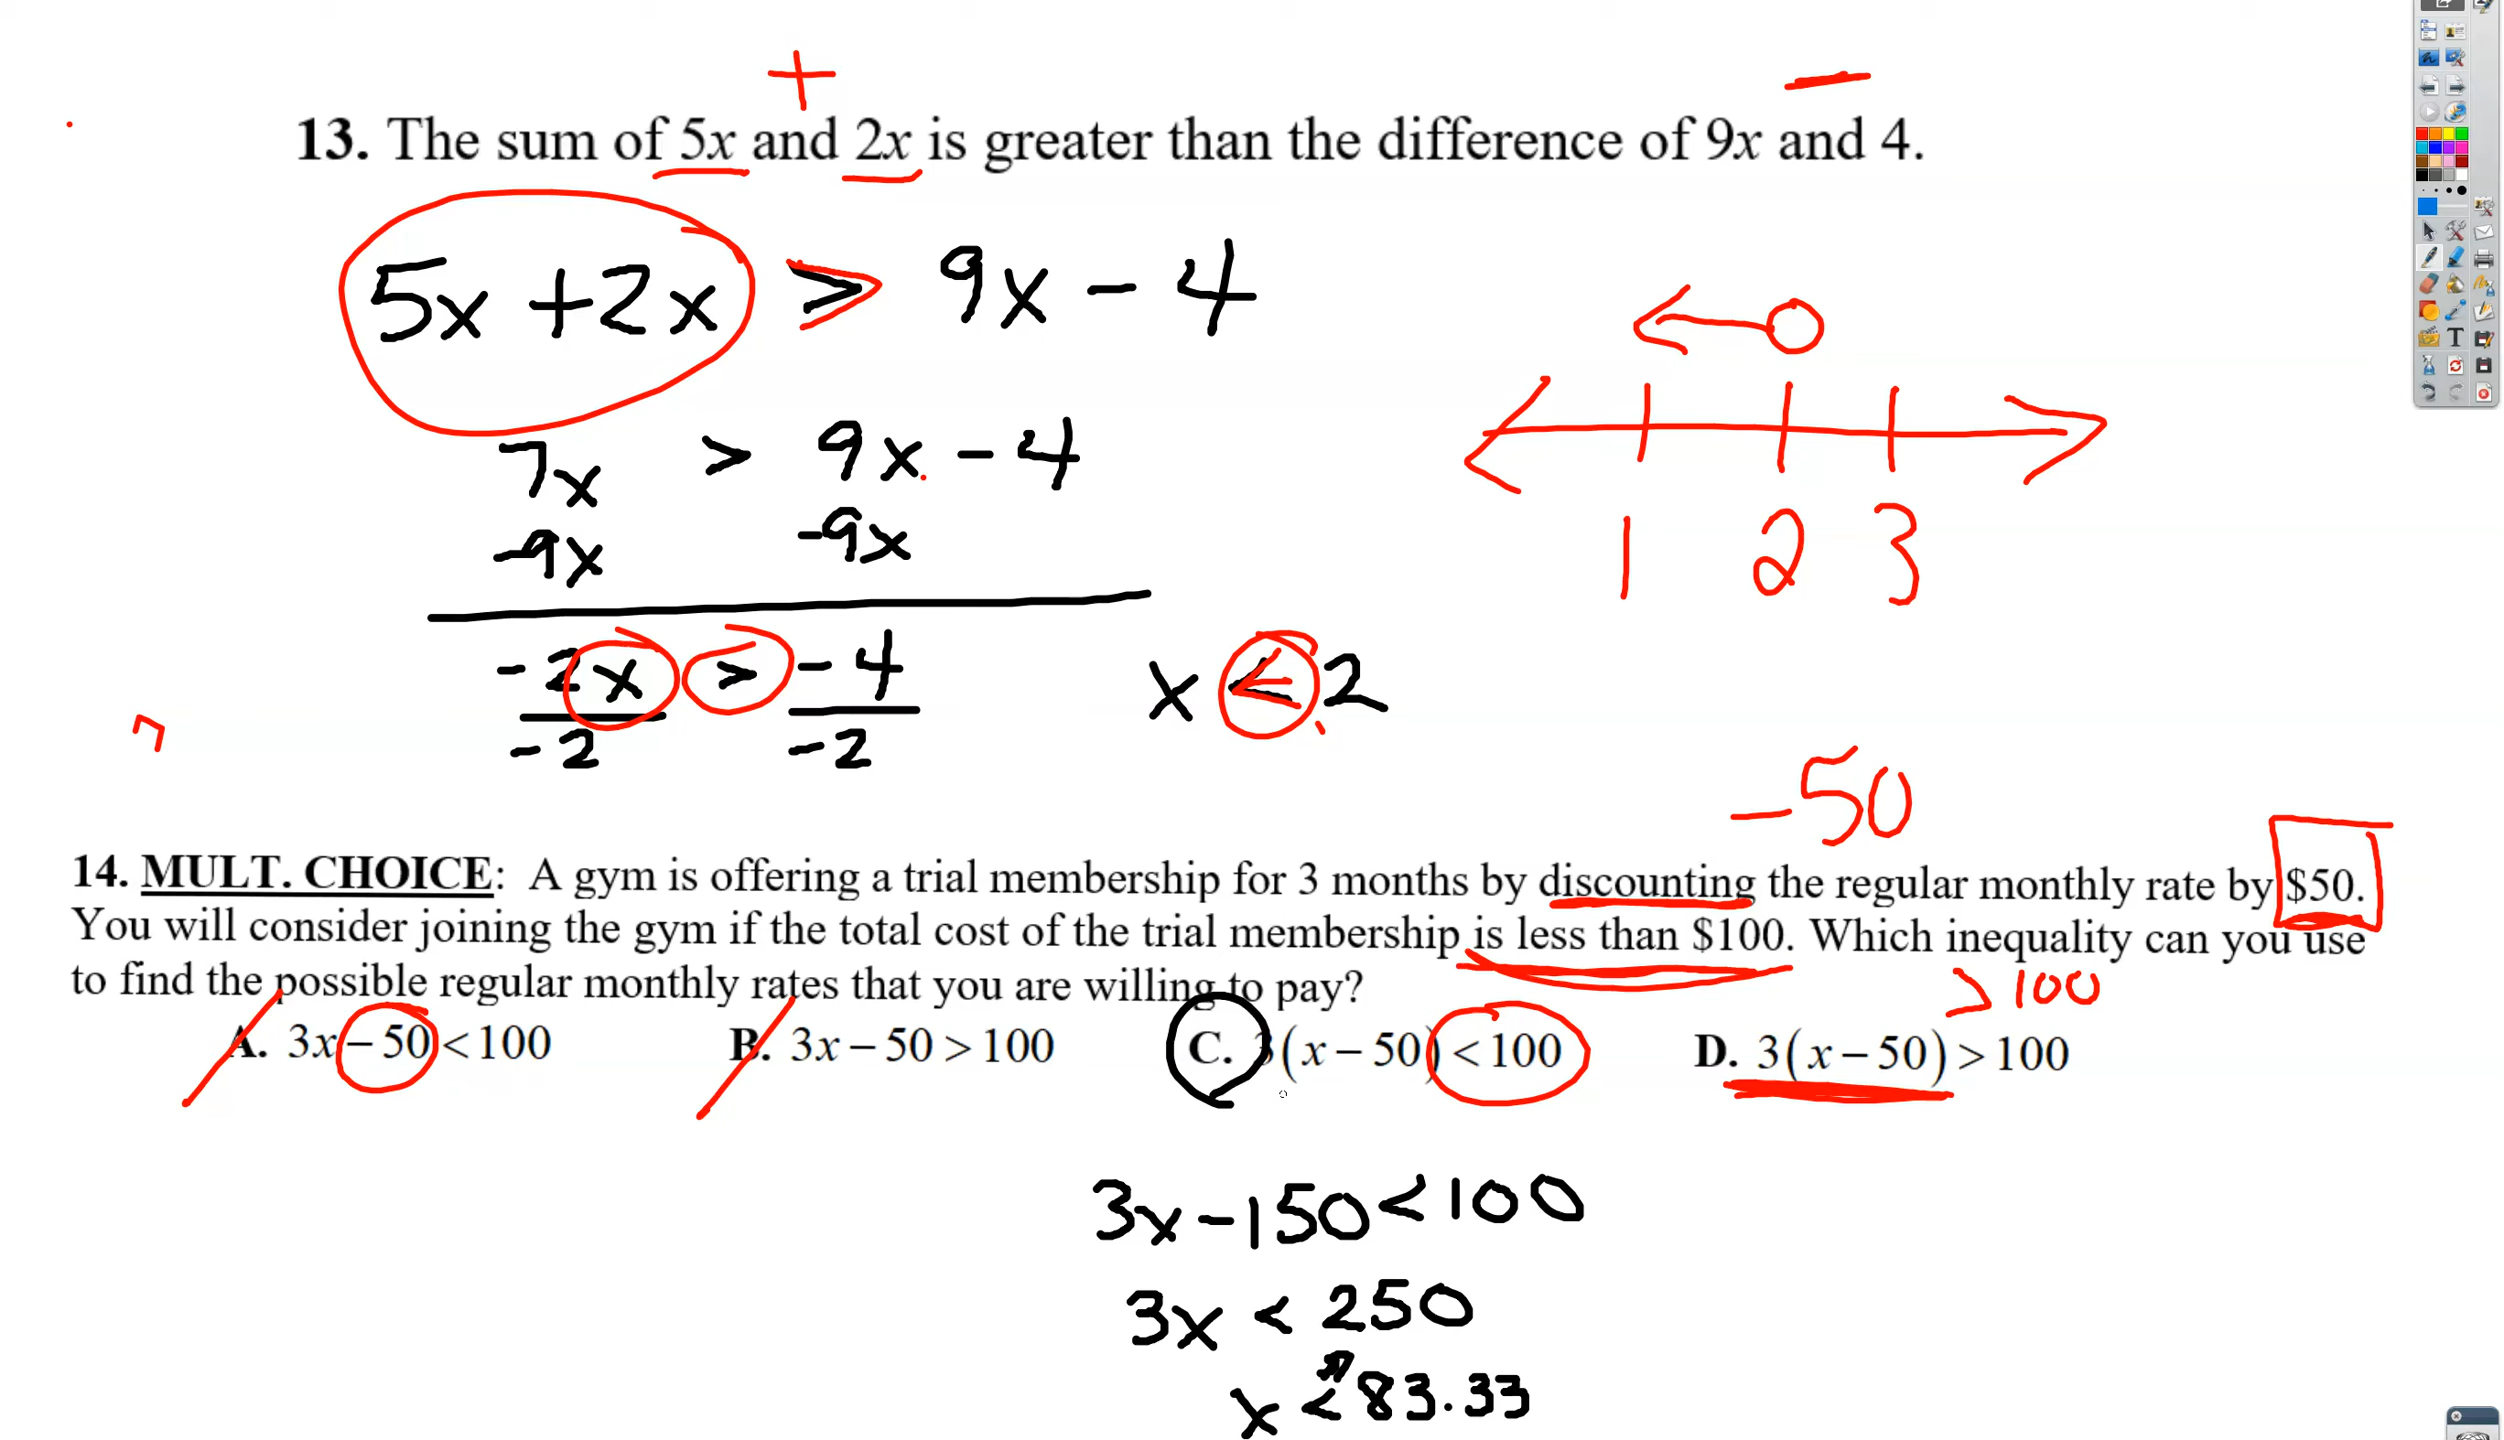 + −
13. The sum of 5x and 2x is greater than the difference of 9x and 4.
5x + 2x > 9x − 4
7x > 9x − 4
-9x -9x
-2x > -4
-2 -2
x < 2
1 2 3
-50
14. MULT. CHOICE: A gym is offering a trial membership for 3 months by discounting the regular monthly rate by $50.
You will consider joining the gym if the total cost of the trial membership is less than $100. Which inequality can you use
to find the possible regular monthly rates that you are willing to pay?
> 100
A. 3x − 50 < 100 B. 3x − 50 > 100 C. 3(x − 50) < 100 D. 3(x − 50) > 100
3x − 150 < 100
3x < 250
x < 83.33